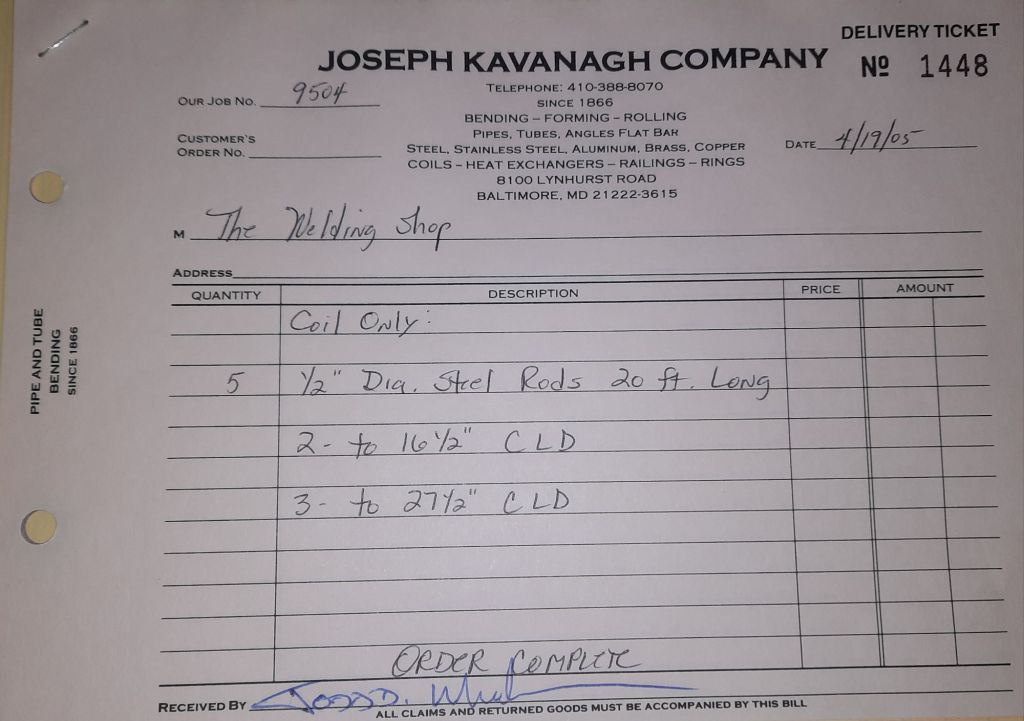 DELIVERY TICKET
JOSEPH KAVANAGH COMPANY
Nº 1448
TELEPHONE: 410-388-8070
SINCE 1866
BENDING – FORMING – ROLLING
PIPES, TUBES, ANGLES FLAT BAR
STEEL, STAINLESS STEEL, ALUMINUM, BRASS, COPPER
COILS – HEAT EXCHANGERS – RAILINGS – RINGS
8100 LYNHURST ROAD
BALTIMORE, MD 21222-3615
OUR JOB NO. 9504
CUSTOMER'S
ORDER NO.
DATE 4/19/05
M The Welding Shop
ADDRESS
QUANTITY DESCRIPTION PRICE AMOUNT
Coil Only:
5 1/2" Dia. Steel Rods 20 ft. Long
2- to 16 1/2" CLD
3- to 27 1/2" CLD
ORDER COMPLETE
RECEIVED BY Todd D.
ALL CLAIMS AND RETURNED GOODS MUST BE ACCOMPANIED BY THIS BILL
PIPE AND TUBE
BENDING
SINCE 1866